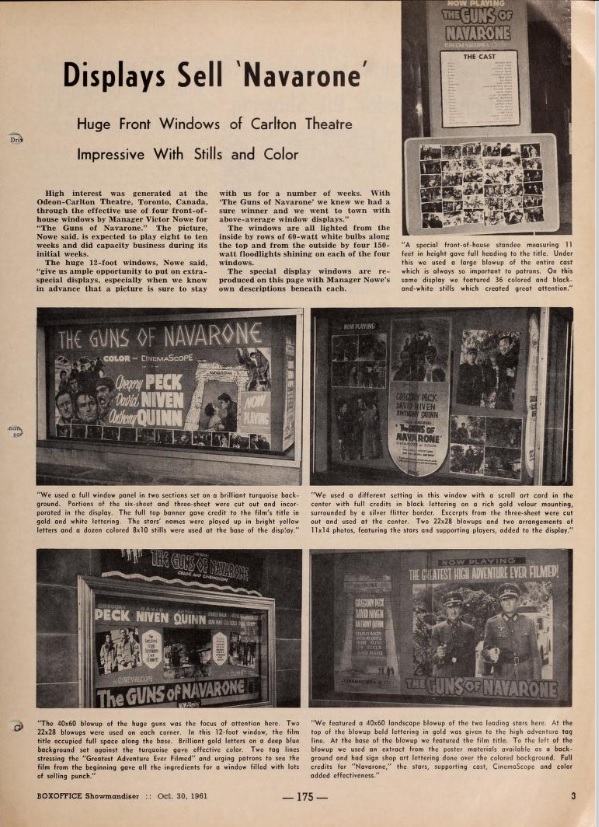 NOW PLAYING
THE GUNS OF
NAVARONE
THE CAST
Displays Sell 'Navarone'
Huge Front Windows of Carlton Theatre
Impressive With Stills and Color
High interest was generated at the
Odeon-Carlton Theatre, Toronto, Canada,
through the effective use of four front-of-
house windows by Manager Victor Nowe for
"The Guns of Navarone." The picture,
Nowe said, is expected to play eight to ten
weeks and did capacity business during its
initial weeks.
The huge 12-foot windows, Nowe said,
"give us ample opportunity to put on extra-
special displays, especially when we know
in advance that a picture is sure to stay
with us for a number of weeks. With
'The Guns of Navarone' we knew we had a
sure winner and we went to town with
above-average window displays."
The windows are all lighted from the
inside by rows of 60-watt white bulbs along
the top and from the outside by four 150-
watt floodlights shining on each of the four
windows.
The special display windows are re-
produced on this page with Manager Nowe's
own descriptions beneath each.
"A special front-of-house standee measuring 11
feet in height gave full heading to the title. Under
this we used a large blowup of the entire cast
which is always so important to patrons. On this
same display we featured 36 colored and black-
and-white stills which created great attention."
THE GUNS OF NAVARONE
COLOR - CINEMASCOPE
Gregory PECK
David NIVEN
Anthony QUINN
NOW
PLAYING
NOW PLAYING
GREGORY PECK
DAVID NIVEN
ANTHONY QUINN
The GUNS OF
NAVARONE
"We used a full window panel in two sections set on a brilliant turquoise back-
ground. Portions of the six-sheet and three-sheet were cut out and incor-
porated in the display. The full top banner gave credit to the film's title in
gold and white lettering. The stars' names were played up in bright yellow
letters and a dozen colored 8x10 stills were used at the base of the display."
"We used a different setting in this window with a scroll art card in the
center with full credits in black lettering on a rich gold velour mounting,
surrounded by a silver flitter border. Excerpts from the three-sheet were cut
out and used at the center. Two 22x28 blowups and two arrangements of
11x14 photos, featuring the stars and supporting players, added to the display."
THE GUNS OF NAVARONE
COLOR AND CINEMASCOPE
PECK NIVEN QUINN
The GUNS OF NAVARONE
NOW PLAYING
THE GREATEST HIGH ADVENTURE EVER FILMED!
GREGORY PECK
DAVID NIVEN
ANTHONY QUINN
THE GUNS OF NAVARONE
"The 40x60 blowup of the huge guns was the focus of attention here. Two
22x28 blowups were used on each corner. In this 12-foot window, the film
title occupied full space along the base. Brilliant gold letters on a deep blue
background set against the turquoise gave effective color. Two tag lines
stressing the "Greatest Adventure Ever Filmed" and urging patrons to see the
film from the beginning gave all the ingredients for a window filled with lots
of selling punch."
"We featured a 40x60 landscape blowup of the two leading stars here. At the
top of the blowup bold lettering in gold was given to the high adventure tag
line. At the base of the blowup we featured the film title. To the left of the
blowup we used an extract from the poster materials available as a back-
ground and had sign shop art lettering done over the colored background. Full
credits for "Navarone," the stars, supporting cast, CinemaScope and color
added effectiveness."
BOXOFFICE Showmandiser :: Oct. 30, 1961
— 175 —
3